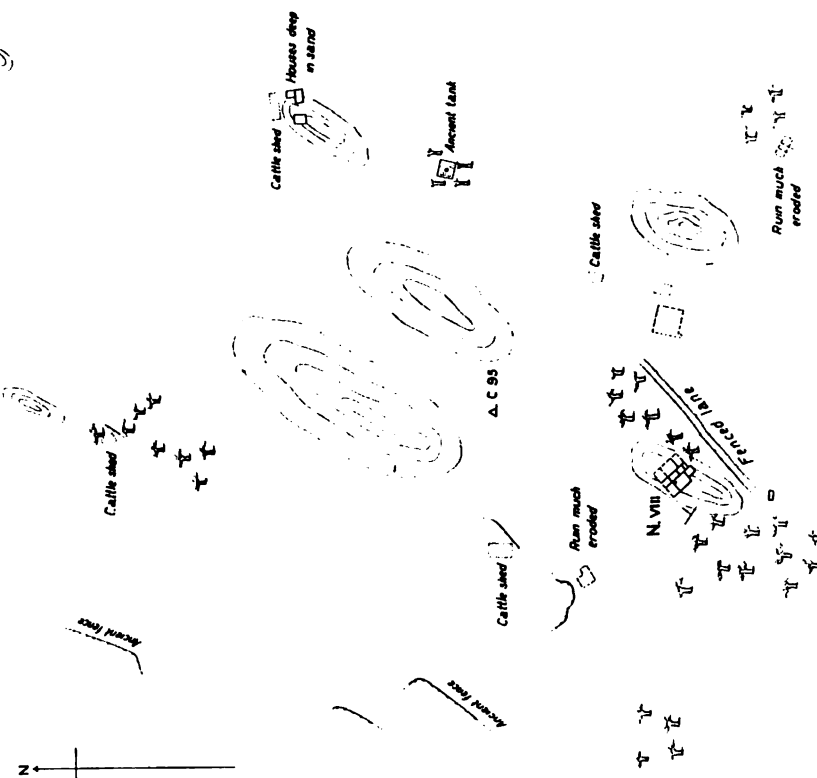 Houses deep
in sand
Cattle shed
Ancient tank
Cattle shed
Ruin much
eroded
Cattle shed
△ C 95
Fenced lane
N. VIII
Ruin much
eroded
Cattle shed
Ancient fence
Ancient fence
N